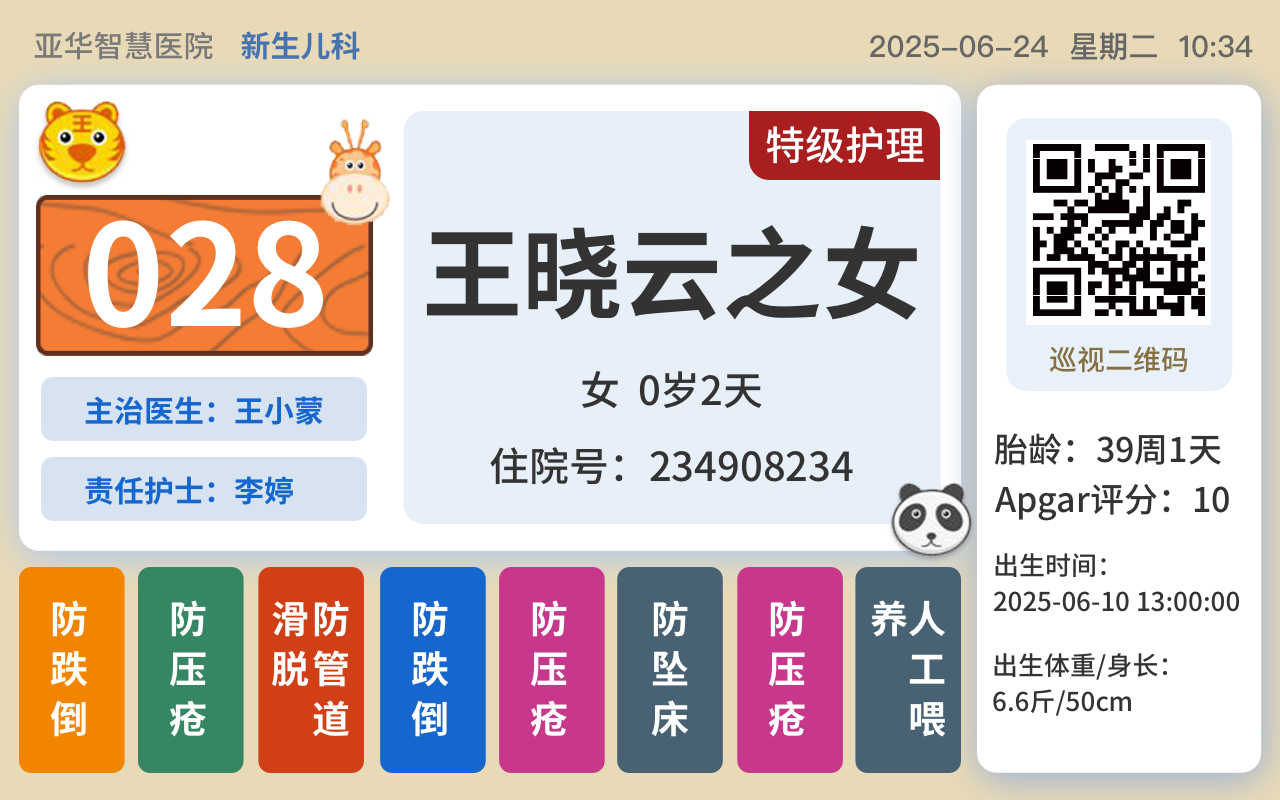 亚华智慧医院 新生儿科
2025-06-24 星期二 10:34
王
028
主治医生：王小蒙
责任护士：李婷
特级护理
王晓云之女
女 0岁2天
住院号：234908234
巡视二维码
胎龄：39周1天
Apgar评分：10
出生时间：
2025-06-10 13:00:00
出生体重/身长：
6.6斤/50cm
防跌倒
防压疮
防管道
滑脱
防跌倒
防压疮
防坠床
防压疮
人工喂
养